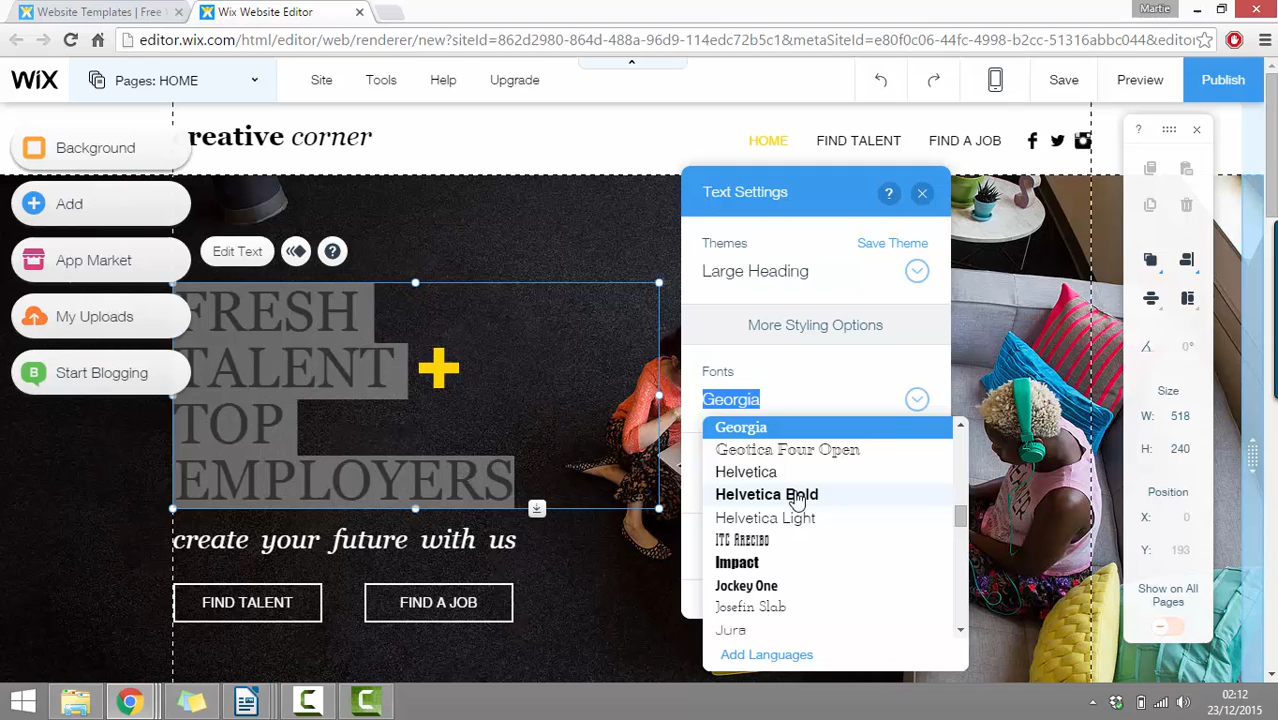 Website Templates | Free
Wix Website Editor
Martie
editor.wix.com/html/editor/web/renderer/new?siteId=862d2980-864d-488a-96d9-114edc72b5c1&metaSiteId=e80f0c06-44fc-4998-b2cc-51316abbc044&editor
WiX
Pages: HOME
Site
Tools
Help
Upgrade
Save
Preview
Publish
reative corner
HOME
FIND TALENT
FIND A JOB
Background
Add
App Market
My Uploads
Start Blogging
Edit Text
?
FRESH
TALENT +
TOP
EMPLOYERS
create your future with us
FIND TALENT
FIND A JOB
Text Settings
?
Themes
Save Theme
Large Heading
More Styling Options
Fonts
Georgia
Georgia
Geotica Four Open
Helvetica
Helvetica Bold
Helvetica Light
ITC Arecibo
Impact
Jockey One
Josefin Slab
Jura
Add Languages
?
0°
Size
W: 518
H: 240
Position
X: 0
Y: 193
Show on All
Pages
02:12
23/12/2015